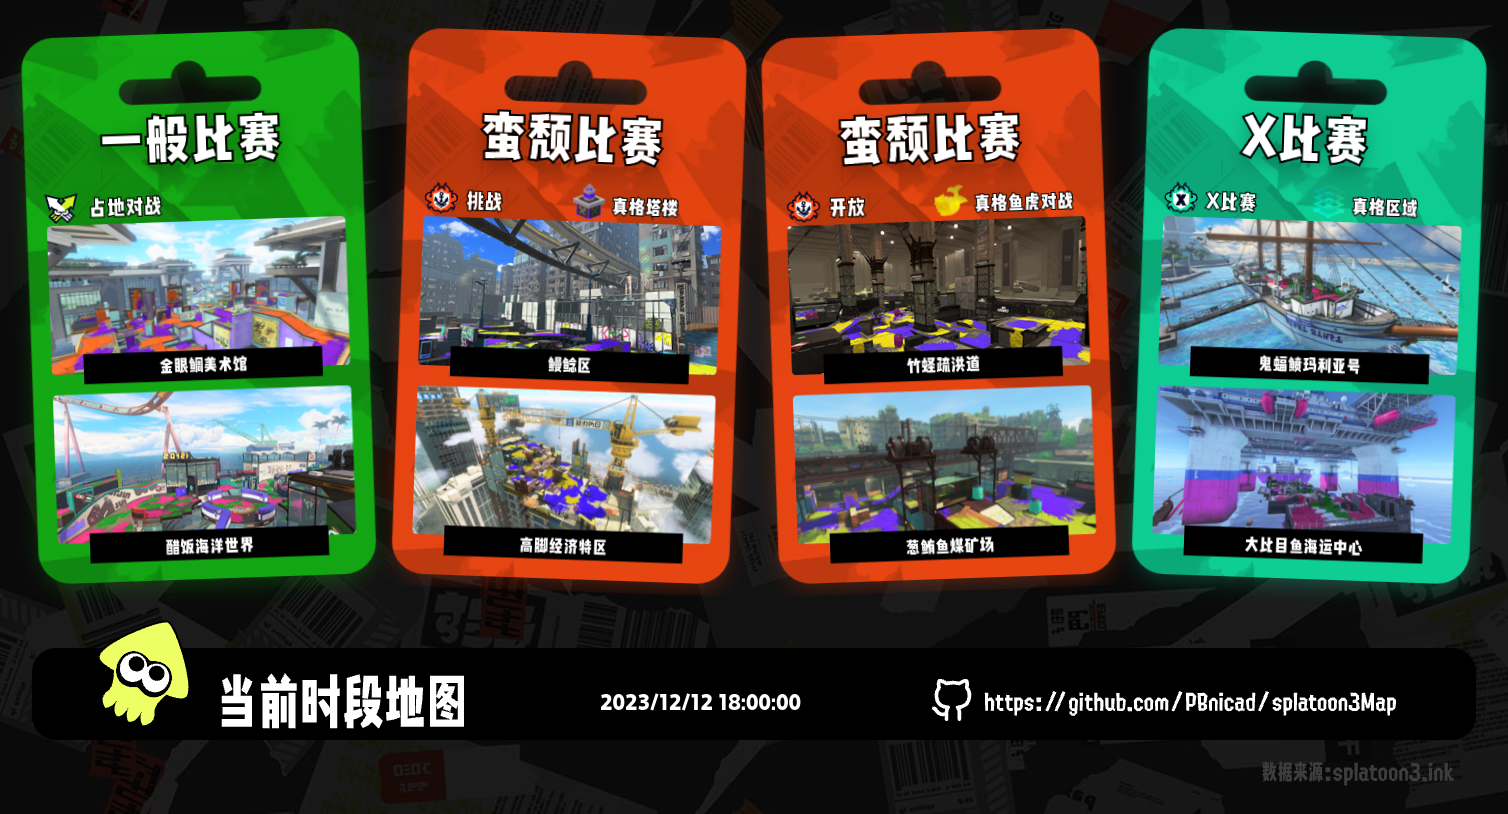 一般比赛
占地对战
金眼鲷美术馆
醋饭海洋世界
蛮颓比赛
挑战
真格塔楼
鳗鲶区
高脚经济特区
蛮颓比赛
开放
真格鱼虎对战
竹蛏疏洪道
葱鲔鱼煤矿场
X比赛
X比赛
真格区域
鬼蝠鲼玛利亚号
大比目鱼海运中心
当前时段地图
2023/12/12 18:00:00
https://github.com/PBnicad/splatoon3Map
数据来源:splatoon3.ink